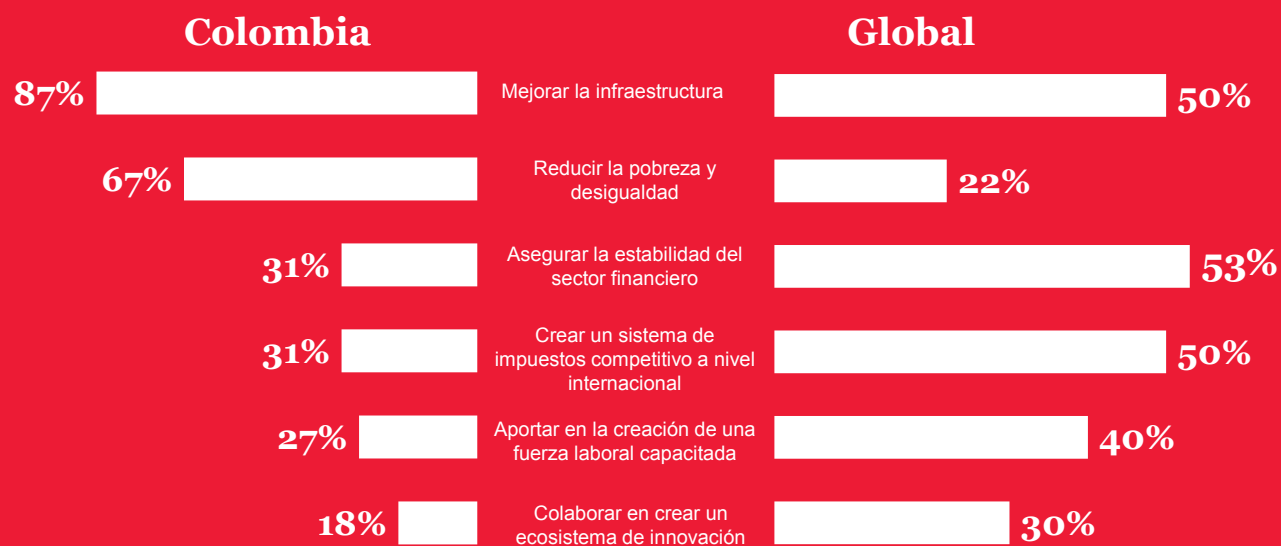 Colombia
Global
87%
Mejorar la infraestructura
50%
67%
Reducir la pobreza y
desigualdad
22%
31%
Asegurar la estabilidad del
sector financiero
53%
31%
Crear un sistema de
impuestos competitivo a nivel
internacional
50%
27%
Aportar en la creación de una
fuerza laboral capacitada
40%
18%
Colaborar en crear un
ecosistema de innovación
30%